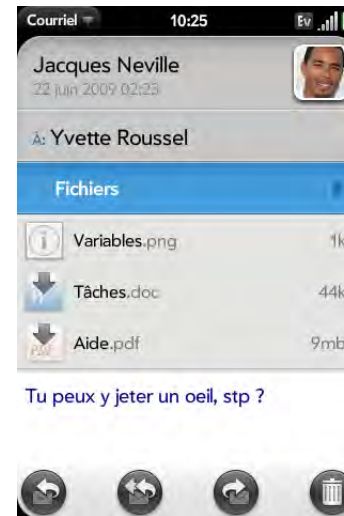 Courriel 10:25 Ev
Jacques Neville
22 juin 2009 02:23
À: Yvette Roussel
Fichiers
Variables.png 1k
Tâches.doc 44k
Aide.pdf 9mb
Tu peux y jeter un oeil, stp ?